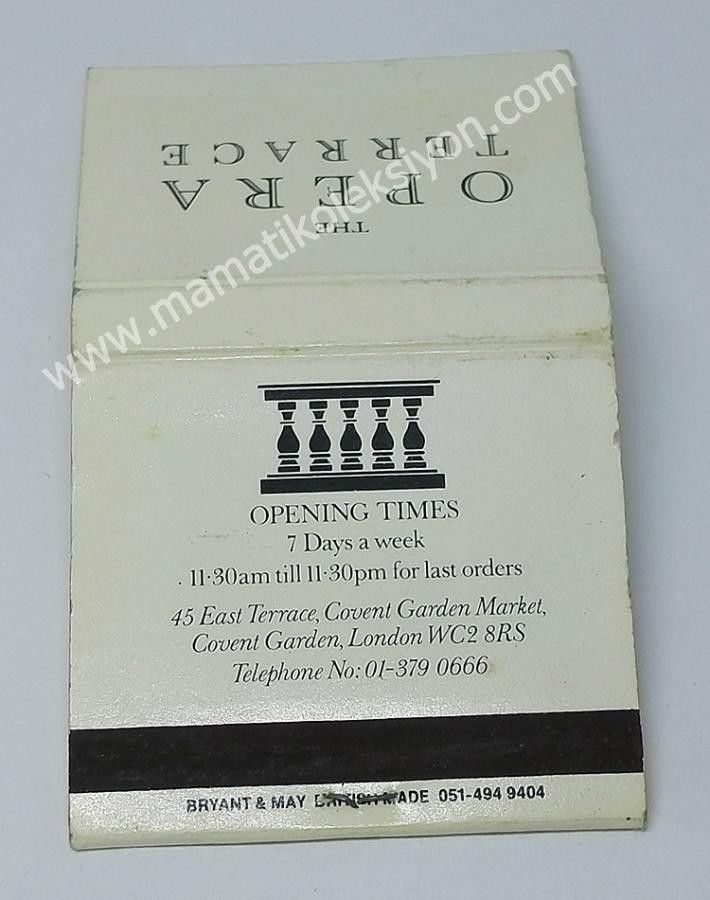 THE
OPERA
TERRACE
www.mamatikoleksiyon.com
OPENING TIMES
7 Days a week
11·30am till 11·30pm for last orders
45 East Terrace, Covent Garden Market,
Covent Garden, London WC2 8RS
Telephone No: 01-379 0666
BRYANT & MAY BRITISH MADE 051-494 9404